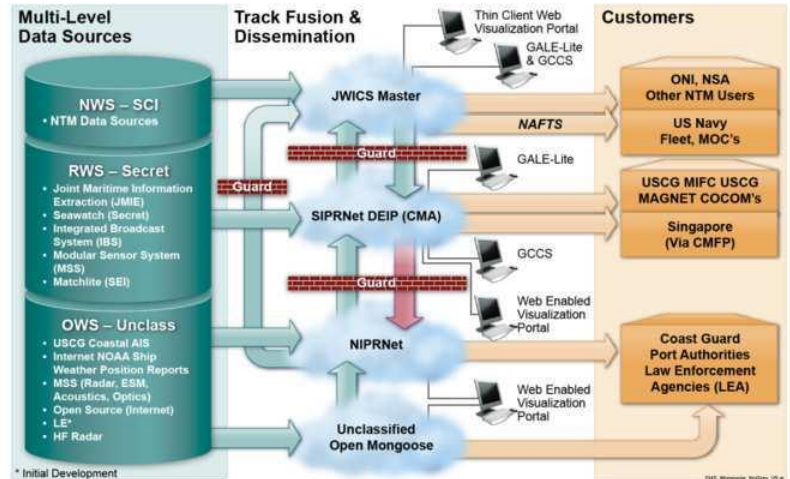 Multi-Level
Data Sources
NWS – SCI
• NTM Data Sources
RWS – Secret
• Joint Maritime Information
Extraction (JMIE)
• Seawatch (Secret)
• Integrated Broadcast
System (IBS)
• Modular Sensor System
(MSS)
• Matchlite (SEI)
OWS – Unclass
• USCG Coastal AIS
• Internet NOAA Ship
Weather Position Reports
• MSS (Radar, ESM,
Acoustics, Optics)
• Open Source (Internet)
• LE*
• HF Radar
* Initial Development
Track Fusion &
Dissemination
Thin Client Web
Visualization Portal
GALE-Lite
& GCCS
JWICS Master
NAFTS
Guard
Guard
GALE-Lite
SIPRNet DEIP (CMA)
GCCS
Guard
Web Enabled
Visualization
Portal
NIPRNet
Web Enabled
Visualization
Portal
Unclassified
Open Mongoose
Customers
ONI, NSA
Other NTM Users
US Navy
Fleet, MOC's
USCG MIFC USCG
MAGNET COCOM's
Singapore
(Via CMFP)
Coast Guard
Port Authorities
Law Enforcement
Agencies (LEA)